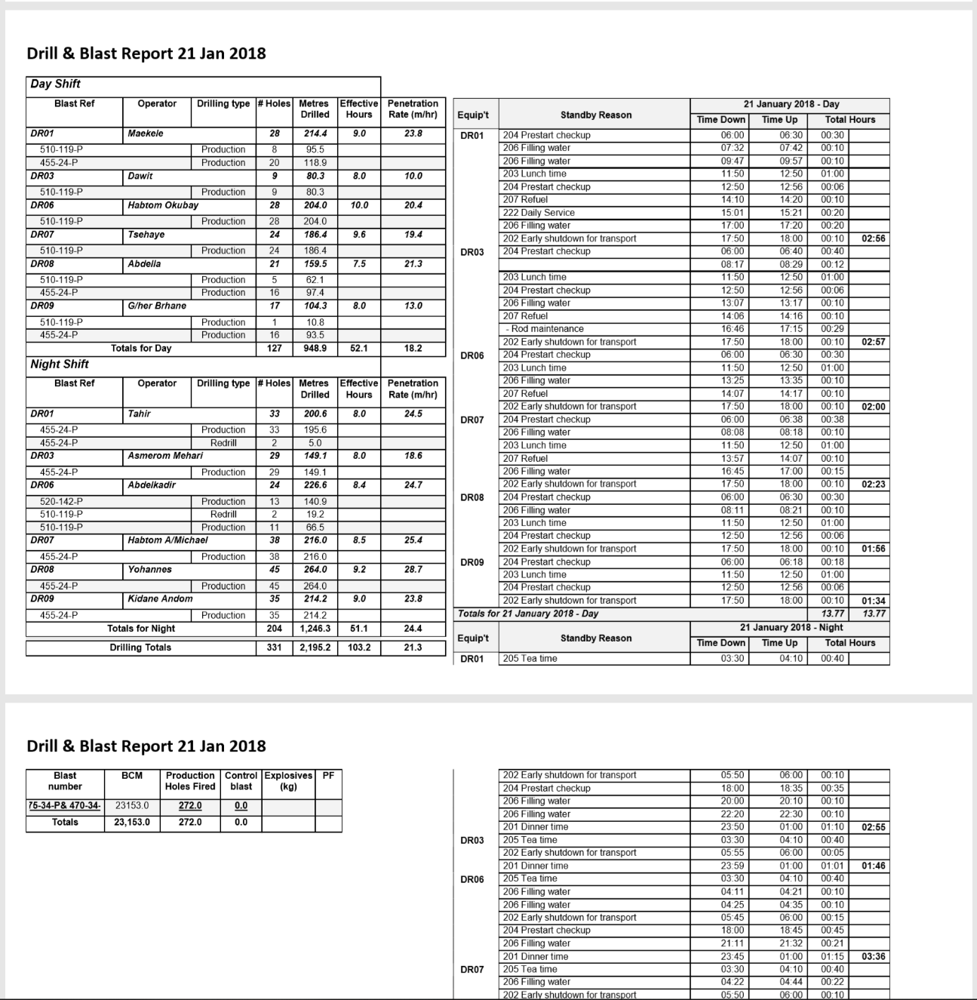 Drill & Blast Report 21 Jan 2018
Day Shift
Blast Ref Operator Drilling type # Holes Metres Drilled Effective Hours Penetration Rate (m/hr)
DR01 Maekele 28 214.4 9.0 23.8
510-119-P Production 8 95.5
455-24-P Production 20 118.9
DR03 Dawit 9 80.3 8.0 10.0
510-119-P Production 9 80.3
DR06 Habtom Okubay 28 204.0 10.0 20.4
510-119-P Production 28 204.0
DR07 Tsehaye 24 186.4 9.6 19.4
510-119-P Production 24 186.4
DR08 Abdella 21 159.5 7.5 21.3
510-119-P Production 5 62.1
455-24-P Production 16 97.4
DR09 G/her Brhane 17 104.3 8.0 13.0
510-119-P Production 1 10.8
455-24-P Production 16 93.5
Totals for Day 127 948.9 52.1 18.2
Night Shift
Blast Ref Operator Drilling type # Holes Metres Drilled Effective Hours Penetration Rate (m/hr)
DR01 Tahir 33 200.6 8.0 24.5
455-24-P Production 33 195.6
455-24-P Redrill 2 5.0
DR03 Asmerom Mehari 29 149.1 8.0 18.6
455-24-P Production 29 149.1
DR06 Abdelkadir 24 226.6 8.4 24.7
520-142-P Production 13 140.9
510-119-P Redrill 2 19.2
510-119-P Production 11 66.5
DR07 Habtom A/Michael 38 216.0 8.5 25.4
455-24-P Production 38 216.0
DR08 Yohannes 45 264.0 9.2 28.7
455-24-P Production 45 264.0
DR09 Kidane Andom 35 214.2 9.0 23.8
455-24-P Production 35 214.2
Totals for Night 204 1,246.3 51.1 24.4
Drilling Totals 331 2,195.2 103.2 21.3
Equip't Standby Reason 21 January 2018 - Day
Time Down Time Up Total Hours
DR01 204 Prestart checkup 06:00 06:30 00:30
206 Filling water 07:32 07:42 00:10
206 Filling water 09:47 09:57 00:10
203 Lunch time 11:50 12:50 01:00
204 Prestart checkup 12:50 12:56 00:06
207 Refuel 14:10 14:20 00:10
222 Daily Service 15:01 15:21 00:20
206 Filling water 17:00 17:20 00:20
202 Early shutdown for transport 17:50 18:00 00:10 02:56
DR03 204 Prestart checkup 06:00 06:40 00:40
08:17 08:29 00:12
203 Lunch time 11:50 12:50 01:00
204 Prestart checkup 12:50 12:56 00:06
206 Filling water 13:07 13:17 00:10
207 Refuel 14:06 14:16 00:10
- Rod maintenance 16:46 17:15 00:29
202 Early shutdown for transport 17:50 18:00 00:10 02:57
DR06 204 Prestart checkup 06:00 06:30 00:30
203 Lunch time 11:50 12:50 01:00
206 Filling water 13:25 13:35 00:10
207 Refuel 14:07 14:17 00:10
202 Early shutdown for transport 17:50 18:00 00:10 02:00
DR07 204 Prestart checkup 06:00 06:38 00:38
206 Filling water 08:08 08:18 00:10
203 Lunch time 11:50 12:50 01:00
207 Refuel 13:57 14:07 00:10
206 Filling water 16:45 17:00 00:15
202 Early shutdown for transport 17:50 18:00 00:10 02:23
DR08 204 Prestart checkup 06:00 06:30 00:30
206 Filling water 08:11 08:21 00:10
203 Lunch time 11:50 12:50 01:00
204 Prestart checkup 12:50 12:56 00:06
202 Early shutdown for transport 17:50 18:00 00:10 01:56
DR09 204 Prestart checkup 06:00 06:18 00:18
203 Lunch time 11:50 12:50 01:00
204 Prestart checkup 12:50 12:56 00:06
202 Early shutdown for transport 17:50 18:00 00:10 01:34
Totals for 21 January 2018 - Day 13.77 13.77
Equip't Standby Reason 21 January 2018 - Night
Time Down Time Up Total Hours
DR01 205 Tea time 03:30 04:10 00:40
Drill & Blast Report 21 Jan 2018
Blast number BCM Production Holes Fired Control blast Explosives (kg) PF
75-34-P& 470-34- 23153.0 272.0 0.0
Totals 23,153.0 272.0 0.0
202 Early shutdown for transport 05:50 06:00 00:10
204 Prestart checkup 18:00 18:35 00:35
206 Filling water 20:00 20:10 00:10
206 Filling water 22:20 22:30 00:10
201 Dinner time 23:50 01:00 01:10 02:55
DR03 205 Tea time 03:30 04:10 00:40
202 Early shutdown for transport 05:55 06:00 00:05
201 Dinner time 23:59 01:00 01:01 01:46
DR06 205 Tea time 03:30 04:10 00:40
206 Filling water 04:11 04:21 00:10
206 Filling water 04:25 04:35 00:10
202 Early shutdown for transport 05:45 06:00 00:15
204 Prestart checkup 18:00 18:45 00:45
206 Filling water 21:11 21:32 00:21
201 Dinner time 23:45 01:00 01:15 03:36
DR07 205 Tea time 03:30 04:10 00:40
206 Filling water 04:22 04:44 00:22
202 Early shutdown for transport 05:50 06:00 00:10